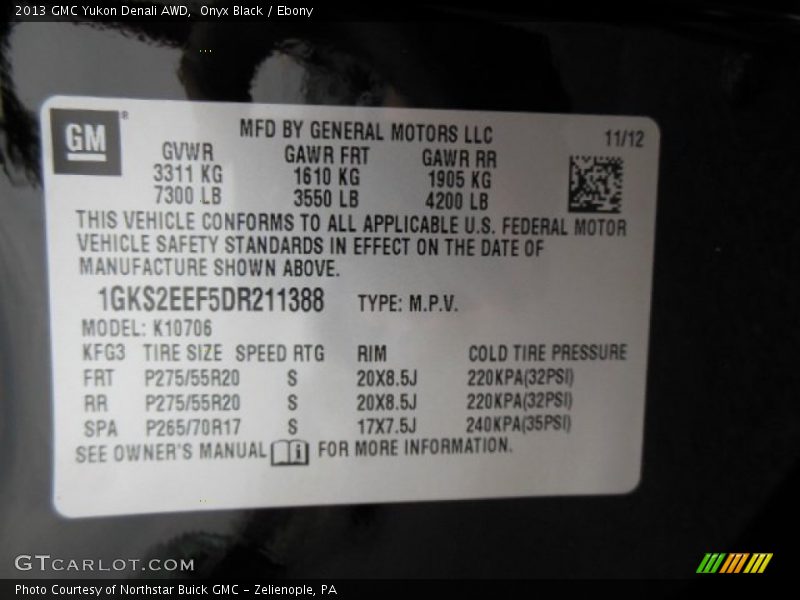 2013 GMC Yukon Denali AWD,  Onyx Black / Ebony
GM®
MFD BY GENERAL MOTORS LLC 11/12
GVWR GAWR FRT GAWR RR
3311 KG 1610 KG 1905 KG
7300 LB 3550 LB 4200 LB
THIS VEHICLE CONFORMS TO ALL APPLICABLE U.S. FEDERAL MOTOR
VEHICLE SAFETY STANDARDS IN EFFECT ON THE DATE OF
MANUFACTURE SHOWN ABOVE.
1GKS2EEF5DR211388 TYPE: M.P.V.
MODEL: K10706
KFG3 TIRE SIZE SPEED RTG RIM COLD TIRE PRESSURE
FRT P275/55R20 S 20X8.5J 220KPA(32PSI)
RR P275/55R20 S 20X8.5J 220KPA(32PSI)
SPA P265/70R17 S 17X7.5J 240KPA(35PSI)
SEE OWNER'S MANUAL i FOR MORE INFORMATION.
GTCARLOT.COM
Photo Courtesy of Northstar Buick GMC - Zelienople, PA